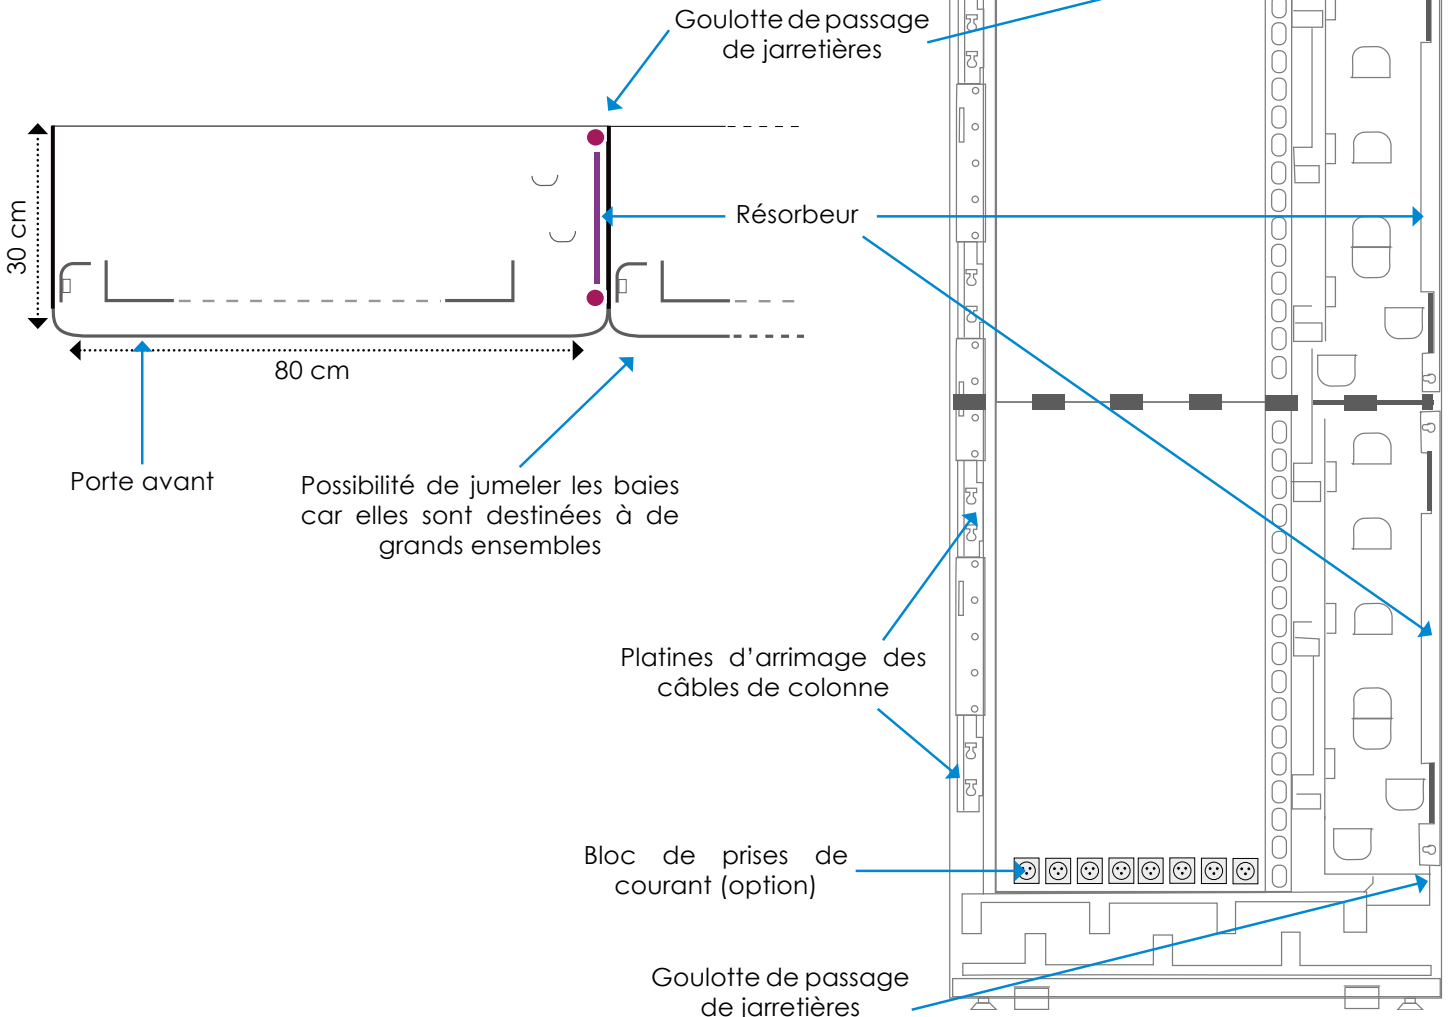 Goulotte de passage
de jarretières
30 cm
Résorbeur
80 cm
Porte avant
Possibilité de jumeler les baies
car elles sont destinées à de
grands ensembles
Platines d’arrimage des
câbles de colonne
Bloc de prises de
courant (option)
Goulotte de passage
de jarretières